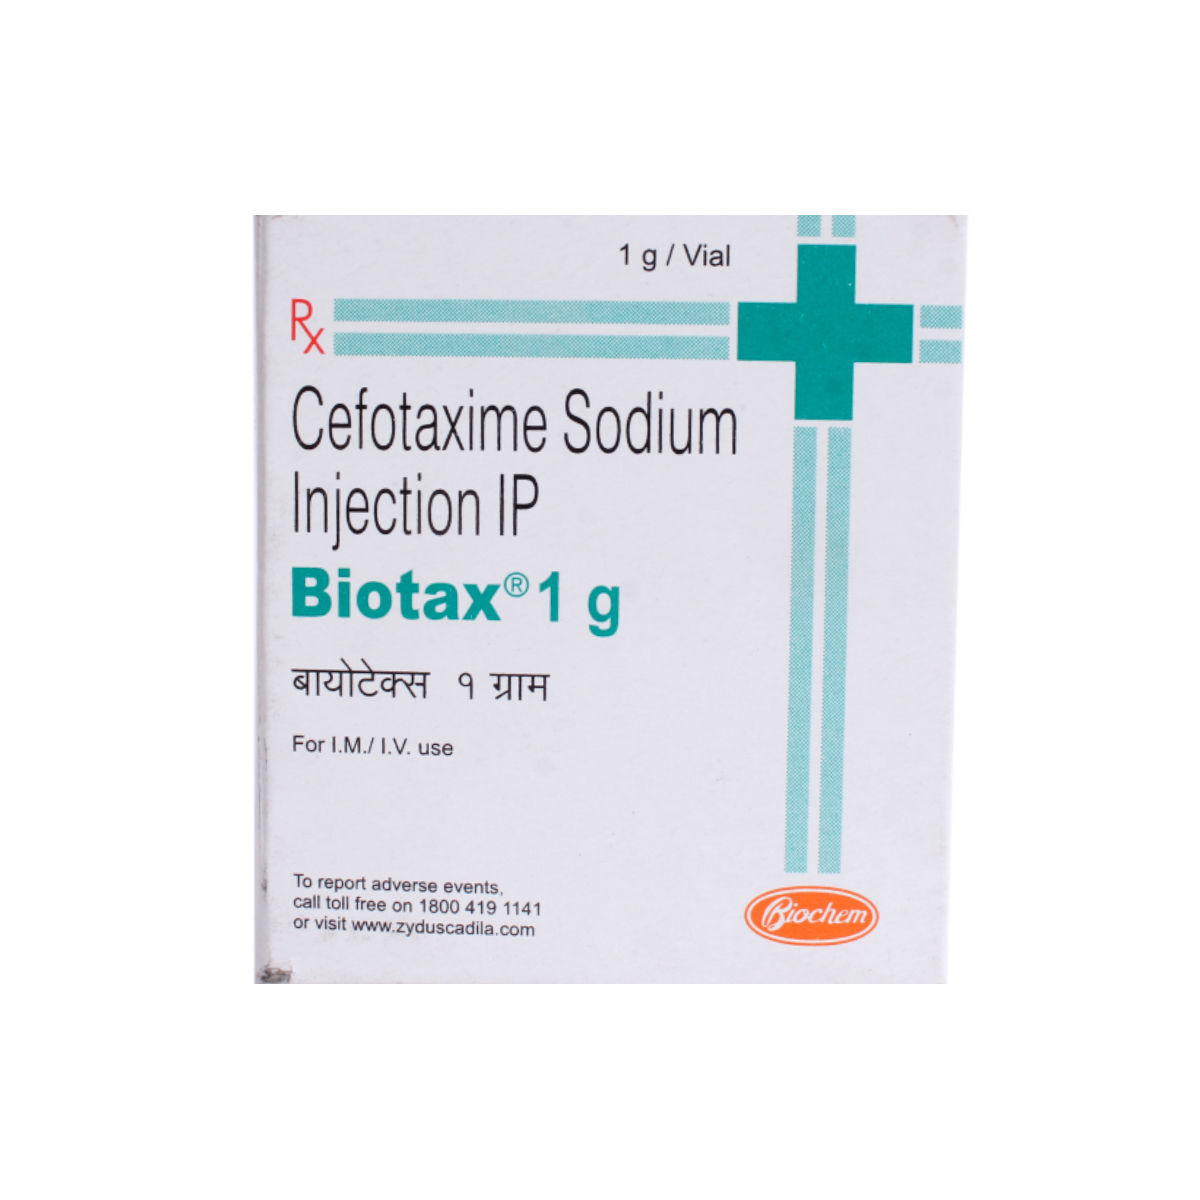 1 g / Vial
Rx
Cefotaxime Sodium
Injection IP
Biotax® 1 g
बायोटेक्स १ ग्राम
For I.M./ I.V. use
To report adverse events,
call toll free on 1800 419 1141
or visit www.zyduscadila.com
Biochem